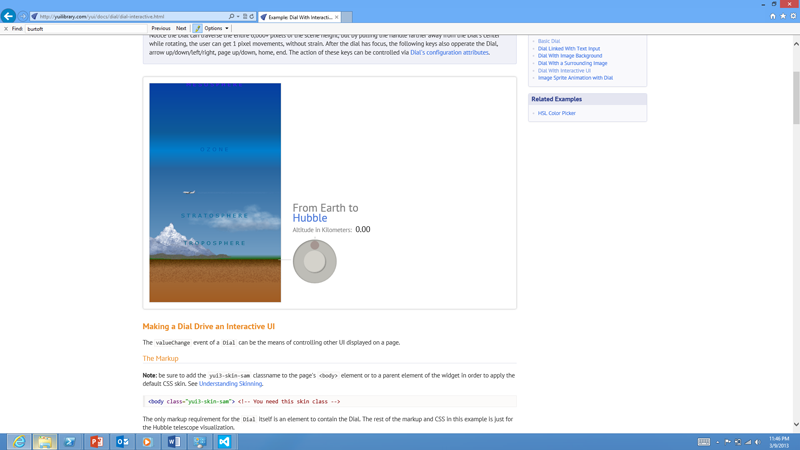 http://yuilibrary.com/yui/docs/dial/dial-interactive.html
Example: Dial With Interacti...
Find: burtoft
Previous Next Options
Notice the Dial can traverse the entire 6,000+ pixels of the scene height, but by pulling the handle farther away from the Dial's center
while rotating, the user can get 1 pixel movements, without strain. After the dial has focus, the following keys also opperate the Dial,
arrow up/down/left/right, page up/down, home, end. The action of these keys can be controlled via Dial's configuration attributes.
Basic Dial
Dial Linked With Text Input
Dial With Image Background
Dial With a Surrounding Image
Dial With Interactive UI
Image Sprite Animation with Dial
Related Examples
HSL Color Picker
OZONE
STRATOSPHERE
TROPOSPHERE
From Earth to
Hubble
Altitude in Kilometers: 0.00
Making a Dial Drive an Interactive UI
The valueChange event of a Dial can be the means of controlling other UI displayed on a page.
The Markup
Note: be sure to add the yui3-skin-sam classname to the page's <body> element or to a parent element of the widget in order to apply the
default CSS skin. See Understanding Skinning.
<body class="yui3-skin-sam"> <!-- You need this skin class -->
The only markup requirement for the Dial itself is an element to contain the Dial. The rest of the markup and CSS in this example is just for
the Hubble telescope visualization.
11:46 PM
3/9/2013